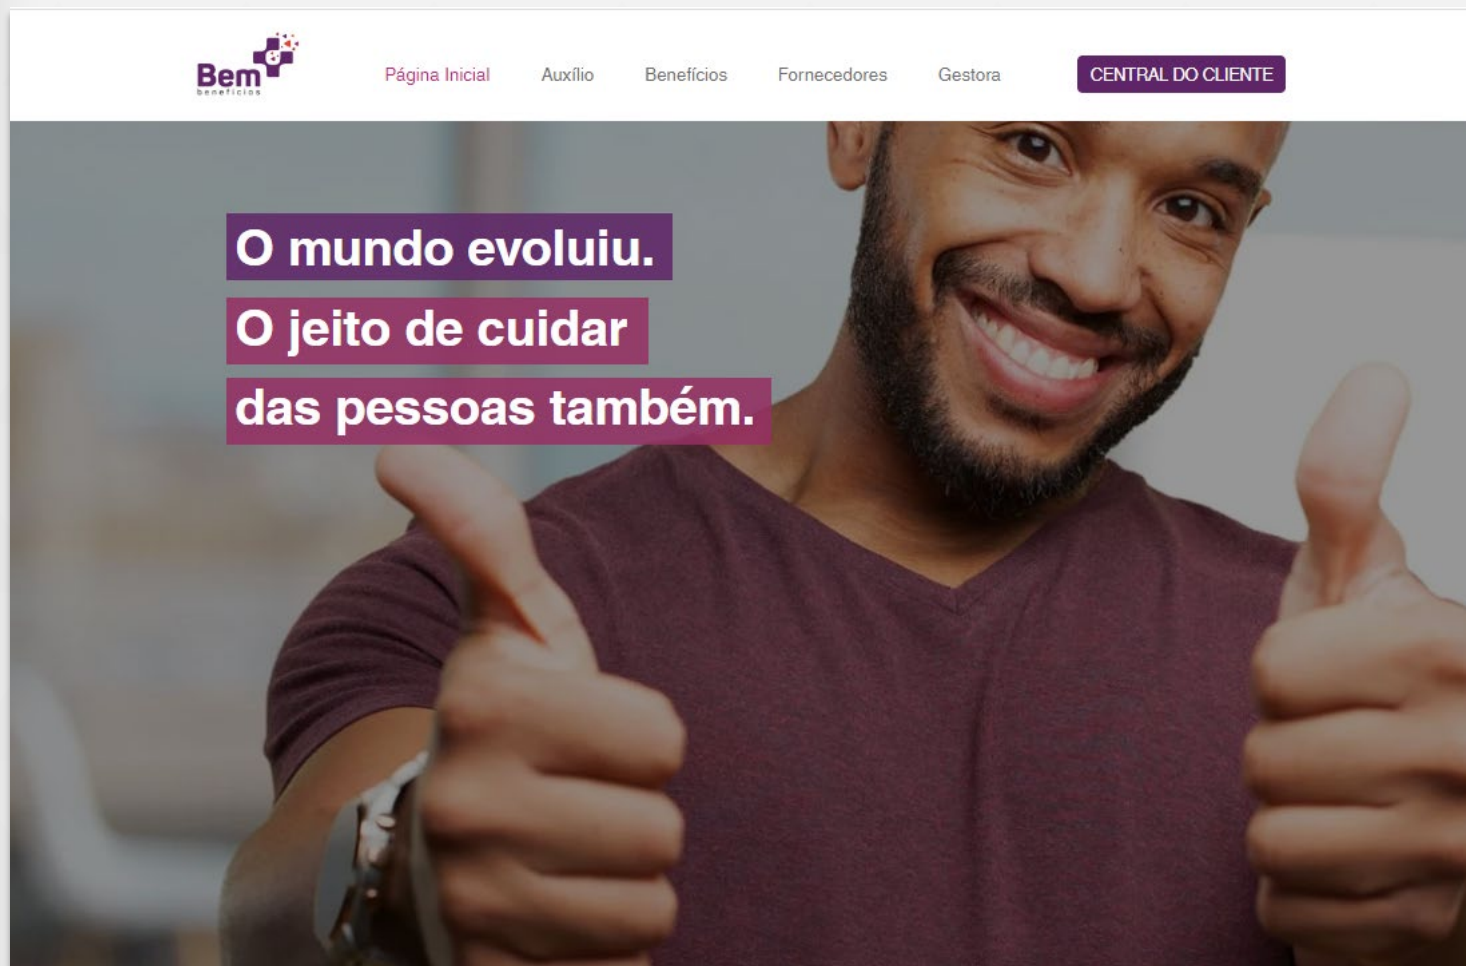 Bem
benefícios
Página Inicial
Auxílio
Benefícios
Fornecedores
Gestora
CENTRAL DO CLIENTE
O mundo evoluiu.
O jeito de cuidar
das pessoas também.